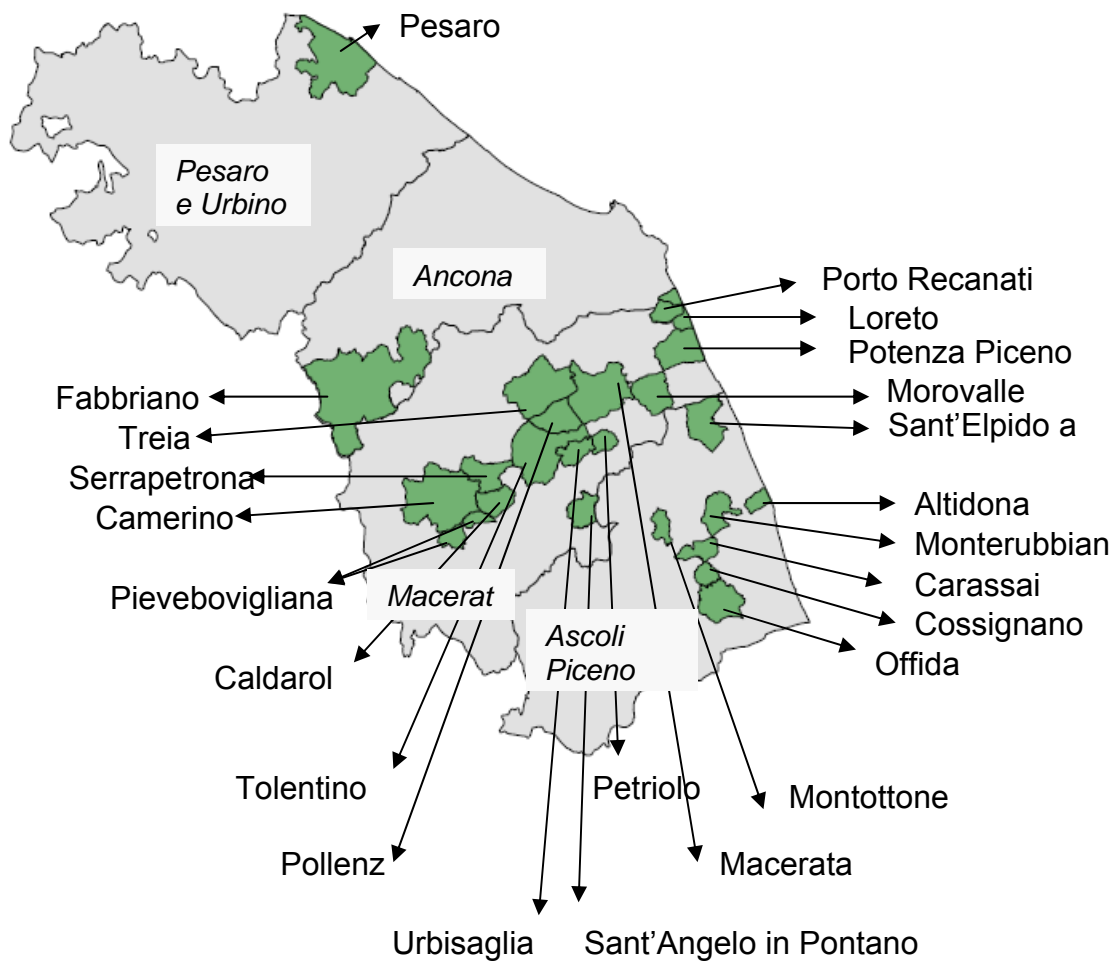 Pesaro
Pesaro
e Urbino
Ancona
Porto Recanati
Loreto
Potenza Piceno
Fabbriano
Morovalle
Treia
Sant'Elpido a
Serrapetrona
Camerino
Altidona
Monterubbian
Pievebovigliana
Macerat
Carassai
Cossignano
Ascoli
Piceno
Offida
Caldarol
Tolentino
Petriolo
Montottone
Pollenz
Macerata
Urbisaglia
Sant'Angelo in Pontano